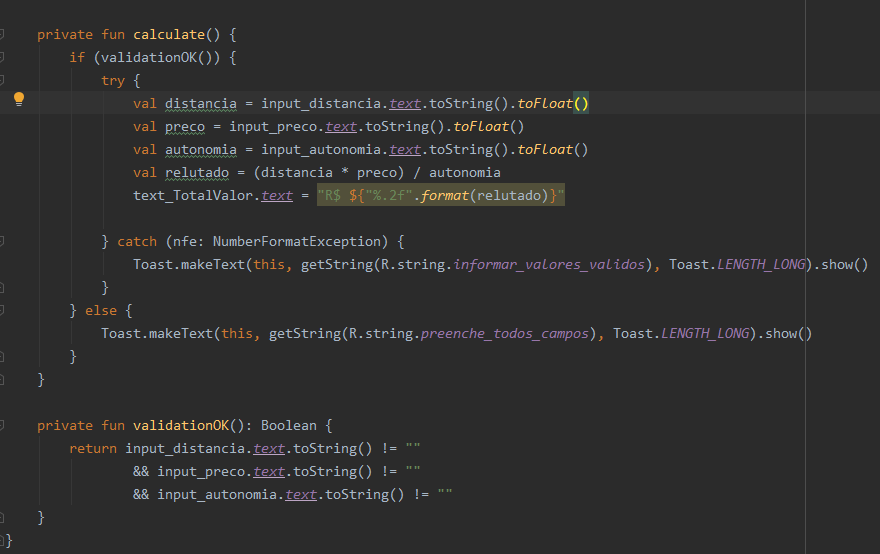 private fun calculate() {
if (validationOK()) {
try {
val distancia = input_distancia.text.toString().toFloat()
val preco = input_preco.text.toString().toFloat()
val autonomia = input_autonomia.text.toString().toFloat()
val relutado = (distancia * preco) / autonomia
text_TotalValor.text = "R$ ${"%.2f".format(relutado)}"
} catch (nfe: NumberFormatException) {
Toast.makeText(this, getString(R.string.informar_valores_validos), Toast.LENGTH_LONG).show()
}
} else {
Toast.makeText(this, getString(R.string.preenche_todos_campos), Toast.LENGTH_LONG).show()
}
}
private fun validationOK(): Boolean {
return input_distancia.text.toString() != ""
&& input_preco.text.toString() != ""
&& input_autonomia.text.toString() != ""
}
}